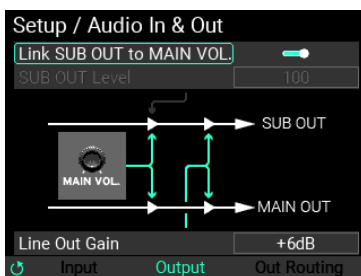 Setup / Audio In & Out
Link SUB OUT to MAIN VOL.
SUB OUT Level 100
SUB OUT
MAIN VOL.
MAIN OUT
Line Out Gain +6dB
Input Output Out Routing